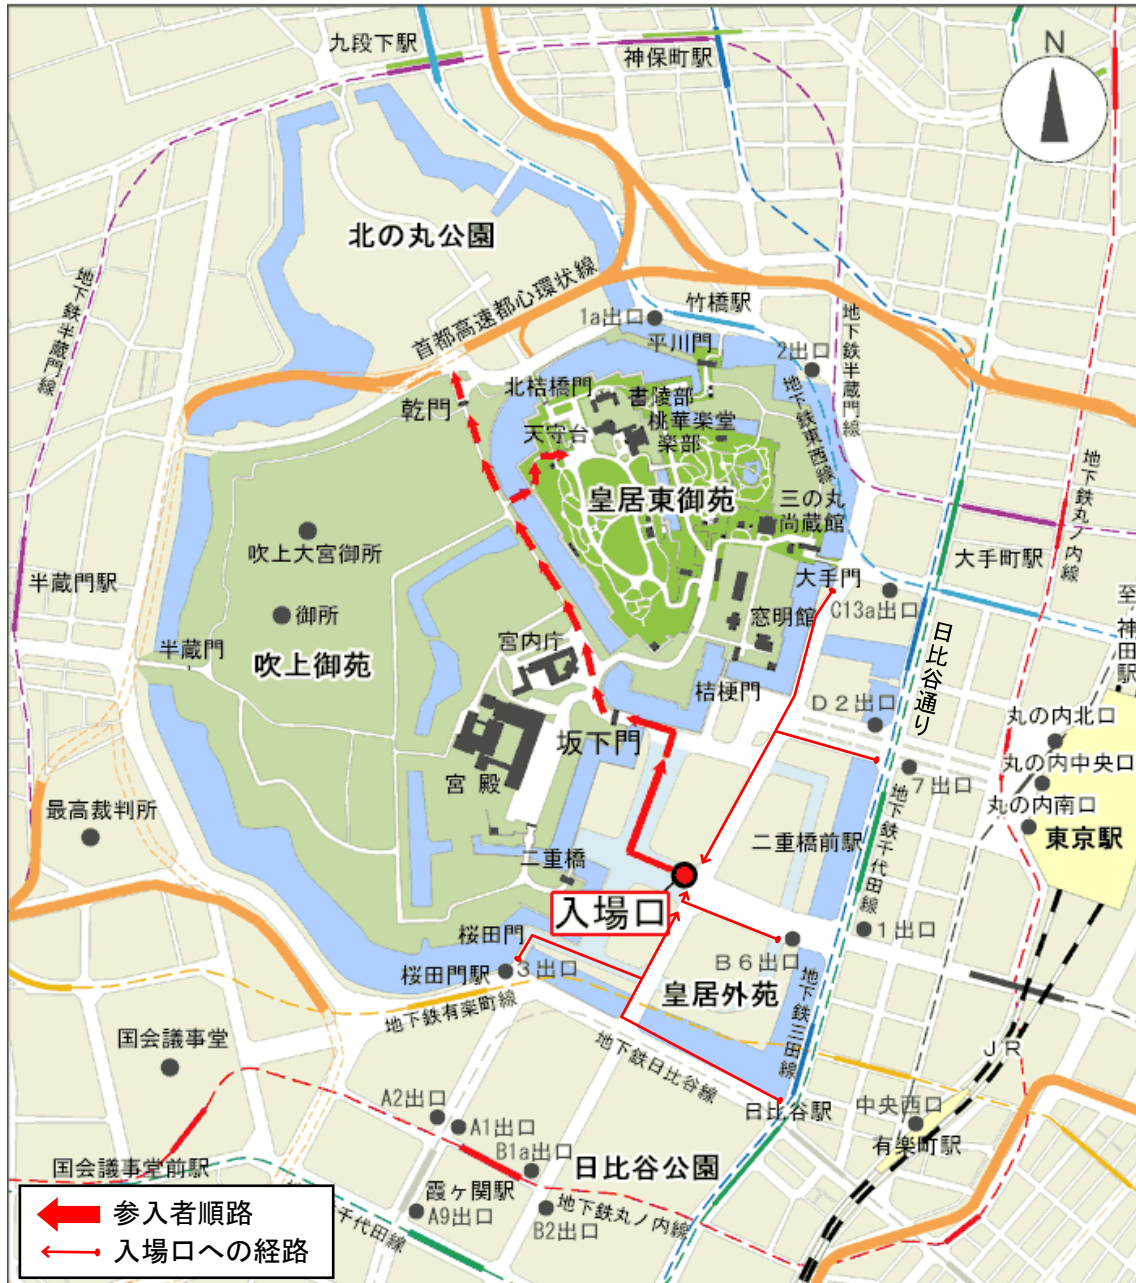 九段下駅
神保町駅
N
北の丸公園
地下鉄半蔵門線
首都高速都心環状線
竹橋駅
1a出口
平川門
2出口
地下鉄半蔵門線
地下鉄東西線
北桔橋門
書陵部
桃華楽堂
楽部
乾門
天守台
皇居東御苑
三の丸
尚蔵館
地下鉄丸ノ内線
大手町駅
吹上大宮御所
半蔵門駅
御所
大手門
C13a出口
至神田駅
半蔵門
吹上御苑
宮内庁
窓明館
日比谷通り
桔梗門
D2出口
丸の内北口
坂下門
丸の内中央口
7出口
宮 殿
丸の内南口
東京駅
最高裁判所
地下鉄千代田線
二重橋前駅
二重橋
入場口
1出口
桜田門
B6出口
桜田門駅
3出口
皇居外苑
地下鉄有楽町線
地下鉄三田線
国会議事堂
地下鉄日比谷線
JR
日比谷駅
中央西口
有楽町駅
A2出口
A1出口
B1a出口
国会議事堂前駅
日比谷公園
霞ヶ関駅
A9出口
B2出口
地下鉄丸ノ内線
千代田線
参入者順路
入場口への経路